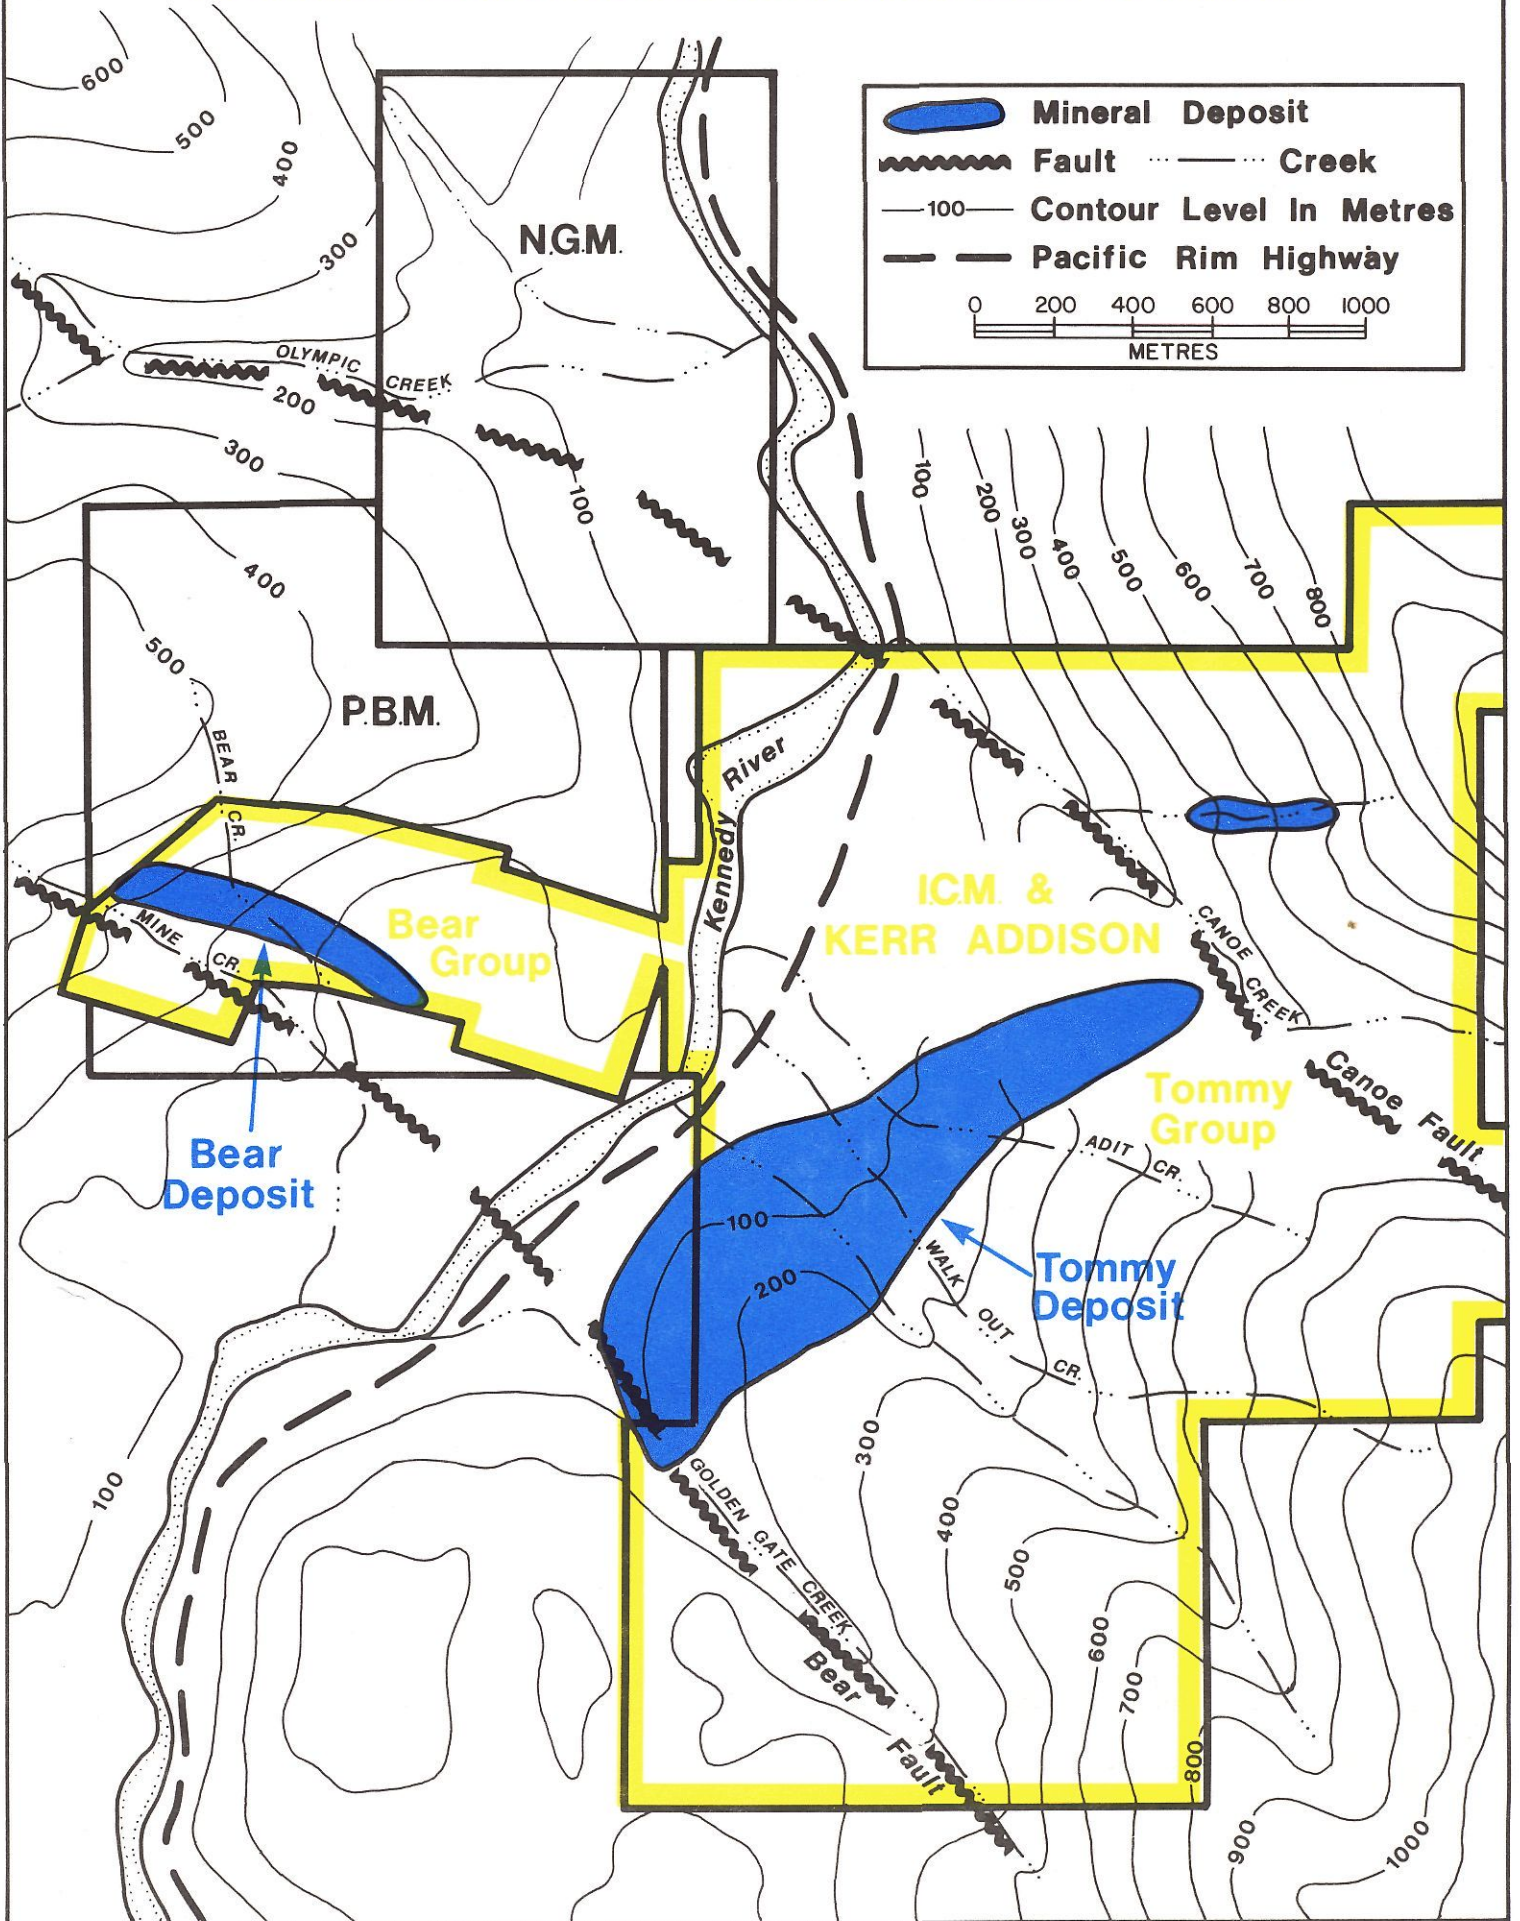 600
500
400
300
N.G.M.
Mineral Deposit
Fault
Creek
100
Contour Level In Metres
Pacific Rim Highway
0 200 400 600 800 1000
METRES
OLYMPIC CREEK
200
300
100
400
500
P.B.M.
100
200
300
400
500
600
700
800
BEAR CR.
River
Kennedy
MINE CR.
Bear
Group
I.C.M. &
KERR ADDISON
CANOE CREEK
Canoe Fault
Tommy
Group
ADIT CR.
Bear
Deposit
100
200
WALK OUT CR.
Tommy
Deposit
100
300
400
500
600
700
800
900
1000
GOLDEN GATE CREEK
Bear Fault